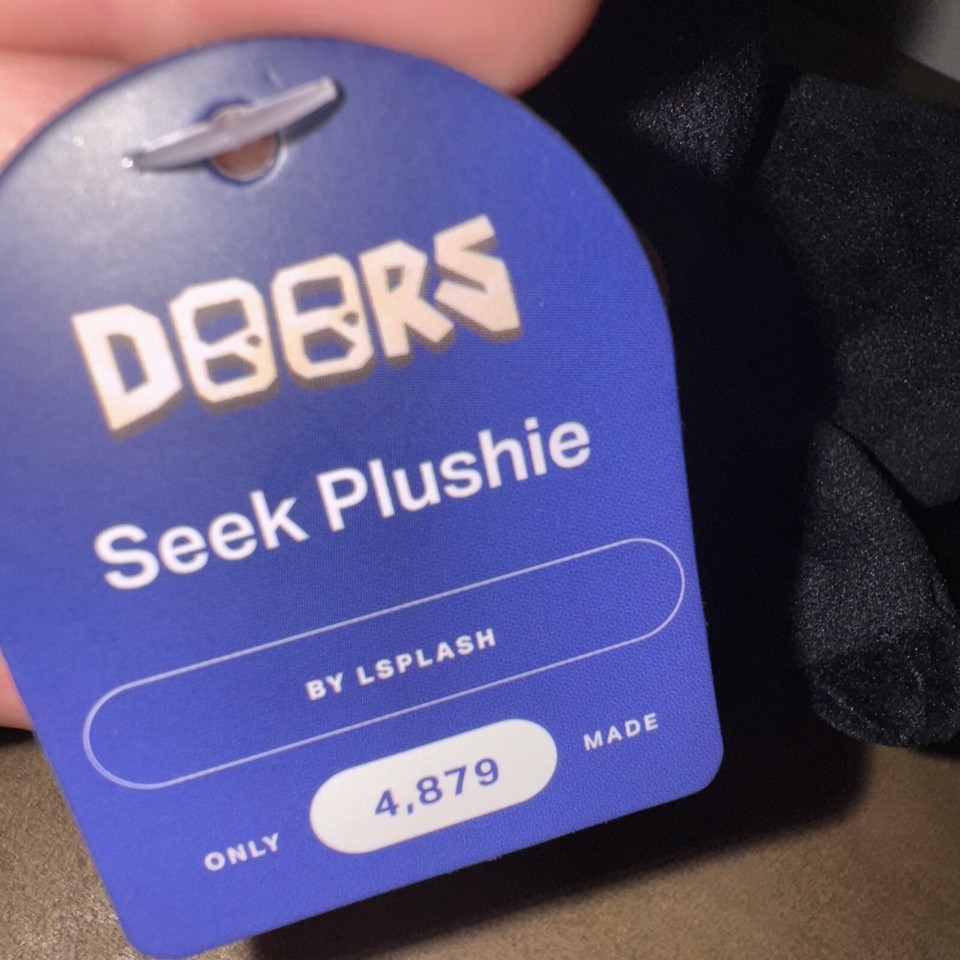 DOORS
Seek Plushie
BY LSPLASH
ONLY 4,879 MADE